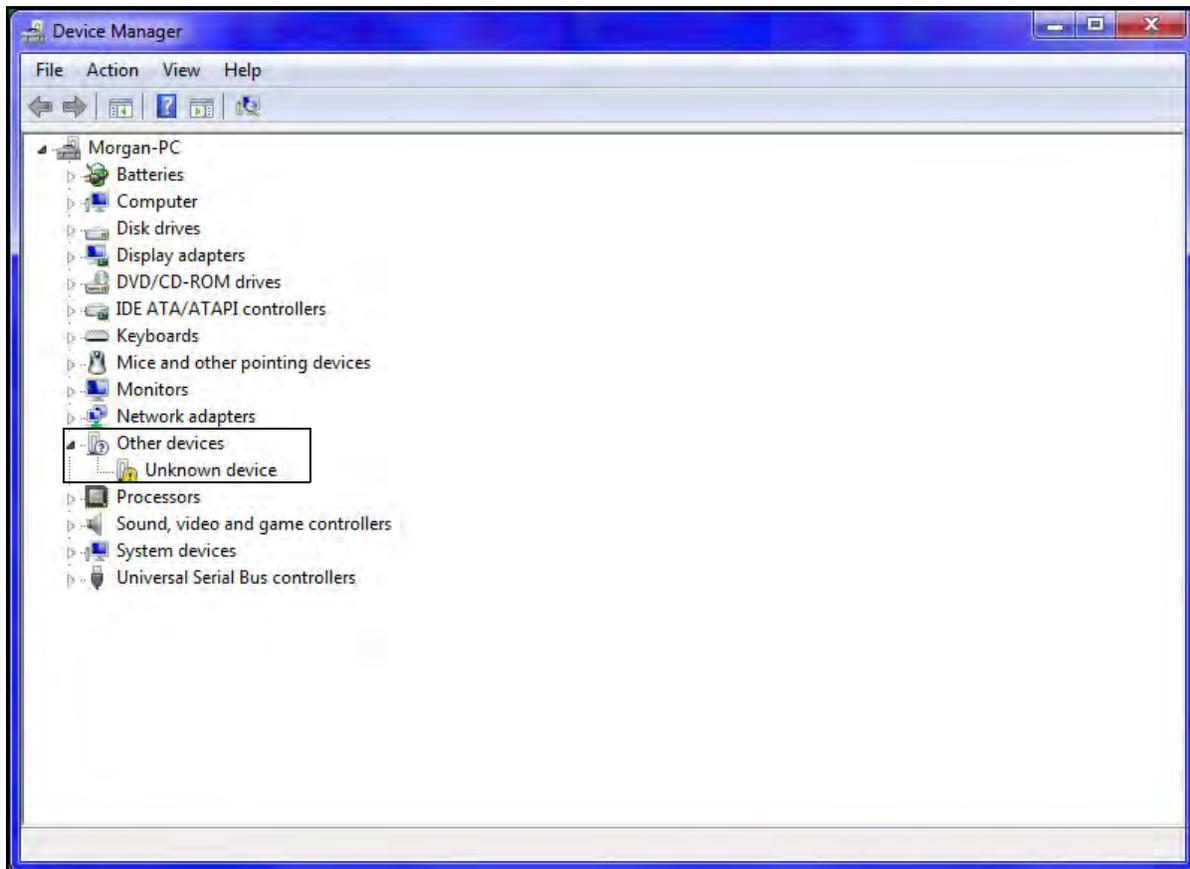 Device Manager
File Action View Help
Morgan-PC
Batteries
Computer
Disk drives
Display adapters
DVD/CD-ROM drives
IDE ATA/ATAPI controllers
Keyboards
Mice and other pointing devices
Monitors
Network adapters
Other devices
Unknown device
Processors
Sound, video and game controllers
System devices
Universal Serial Bus controllers